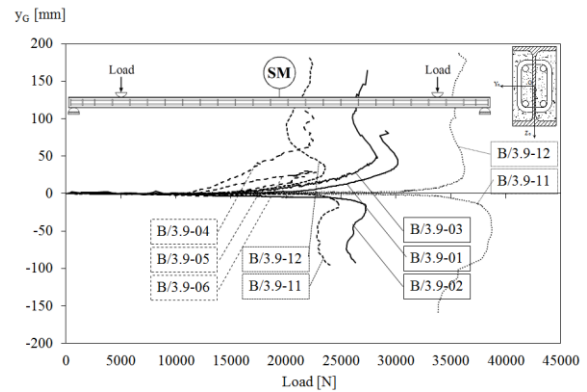 y_G [mm]
200
150
100
50
0
-50
-100
-150
-200
Load
SM
Load
B/3.9-12
B/3.9-11
B/3.9-04
B/3.9-05
B/3.9-06
B/3.9-12
B/3.9-11
B/3.9-03
B/3.9-01
B/3.9-02
0 5000 10000 15000 20000 25000 30000 35000 40000 45000
Load [N]